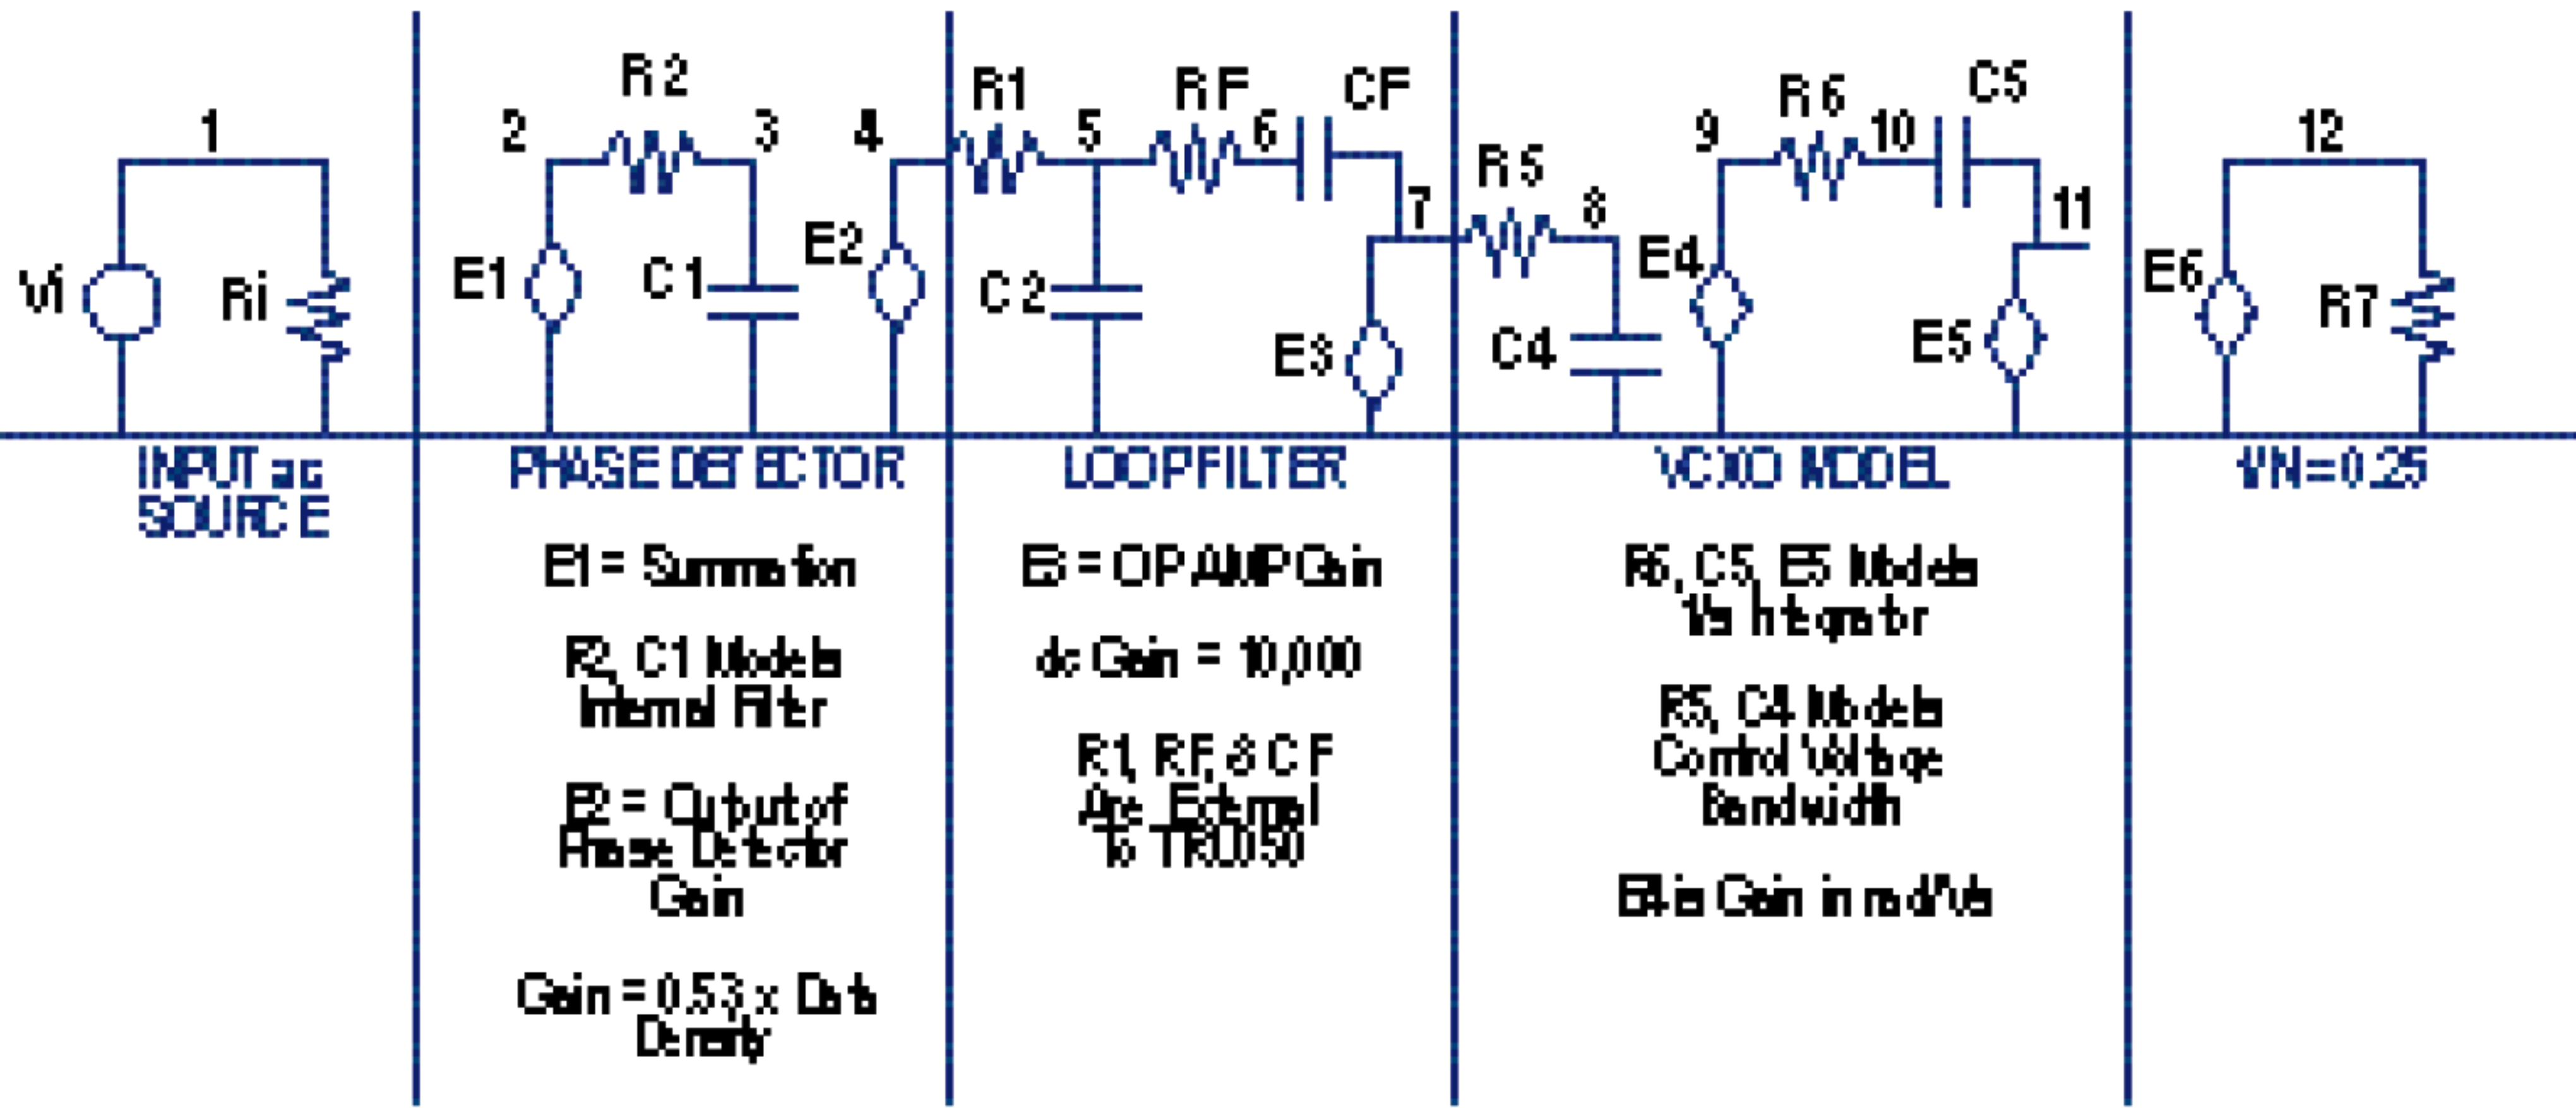 R2
R1
RF
CF
R6
C5
1
2
3
4
5
6
9
10
12
R5
7
8
11
Vi
Ri
E1
C1
E2
C2
E3
C4
E4
E5
E6
R7
INPUT ac
SOURCE
PHASE DETECTOR
LOOP FILTER
VCXO MODEL
VN=0.25
E1 = Summation
R2, C1 Models
Internal Filter
E2 = Output of
Phase Detector
Gain
Gain = 0.53 x Data
Density
E3 = OP AMP Gain
dc Gain = 10,000
R1, RF, & CF
Are External
to TRU050
R6, C5, E5 Models
1/s Integrator
R5, C4 Models
Control Voltage
Bandwidth
E4 is Gain in rad/Vs